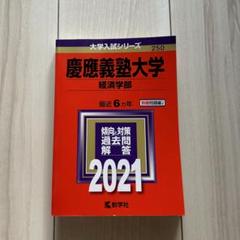 大学入試シリーズ
250
慶應義塾大学
経済学部
最近6カ年
傾向と対策
過去問
解答
2021
教学社